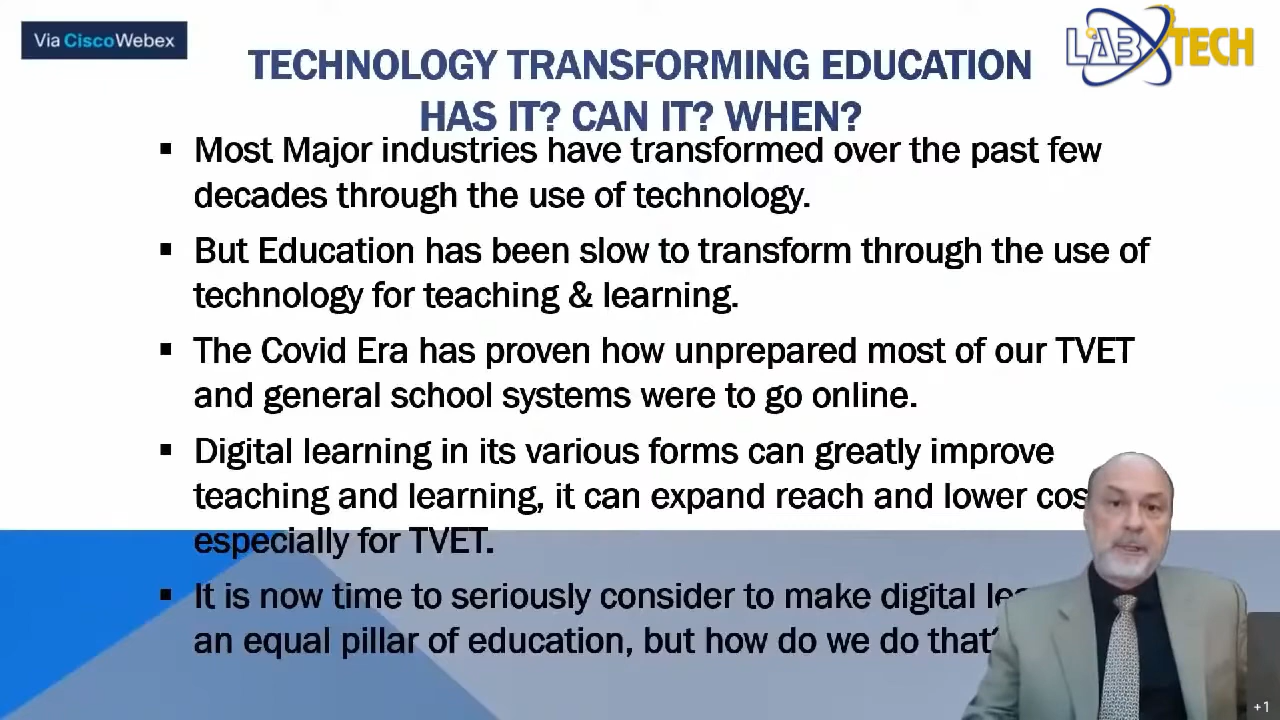 Via CiscoWebex
LABXTECH
TECHNOLOGY TRANSFORMING EDUCATION
HAS IT? CAN IT? WHEN?
▪ Most Major industries have transformed over the past few
decades through the use of technology.
▪ But Education has been slow to transform through the use of
technology for teaching & learning.
▪ The Covid Era has proven how unprepared most of our TVET
and general school systems were to go online.
▪ Digital learning in its various forms can greatly improve
teaching and learning, it can expand reach and lower
especially for TVET.
▪ It is now time to seriously consider to make digital
an equal pillar of education, but how do we do that?
+1